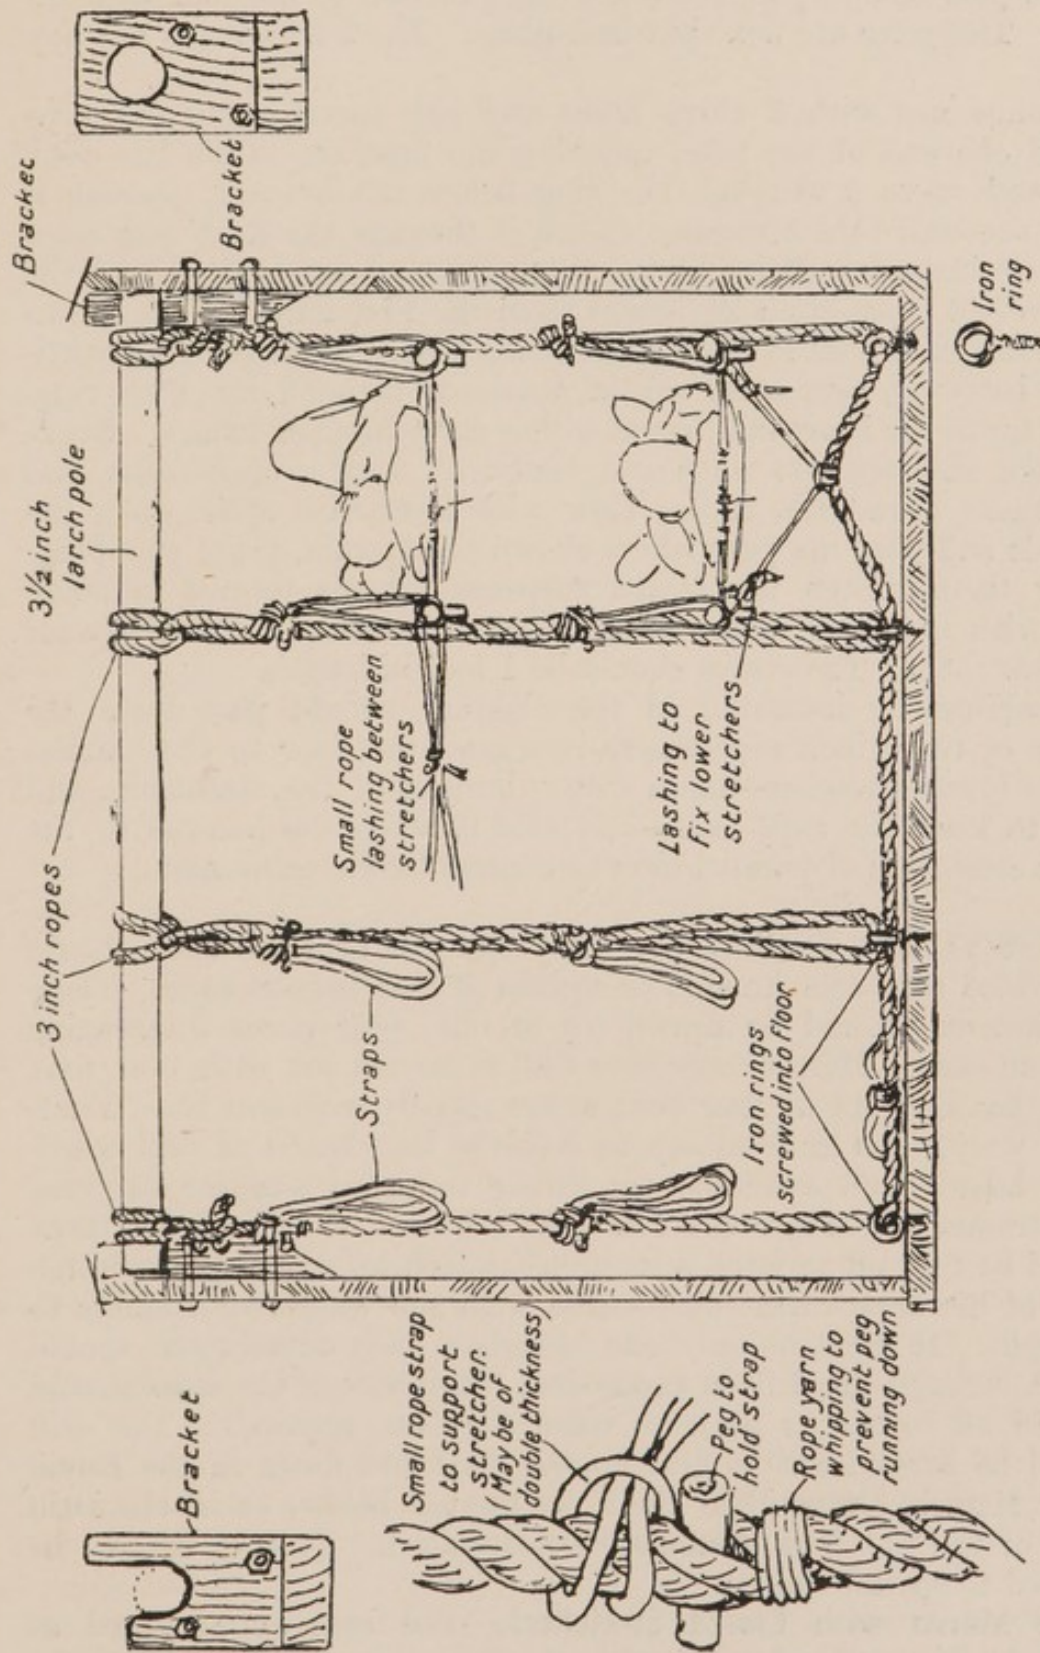 Bracket
Bracket
3½ inch
larch pole
3 inch ropes
Small rope
lashing between
stretchers
Lashing to
fix lower
stretchers
Straps
Iron rings
screwed into floor
Iron
ring
Bracket
Small rope strap
to support
stretcher.
(May be of
double thickness)
Peg to
hold strap
Rope yarn
whipping to
prevent peg
running down